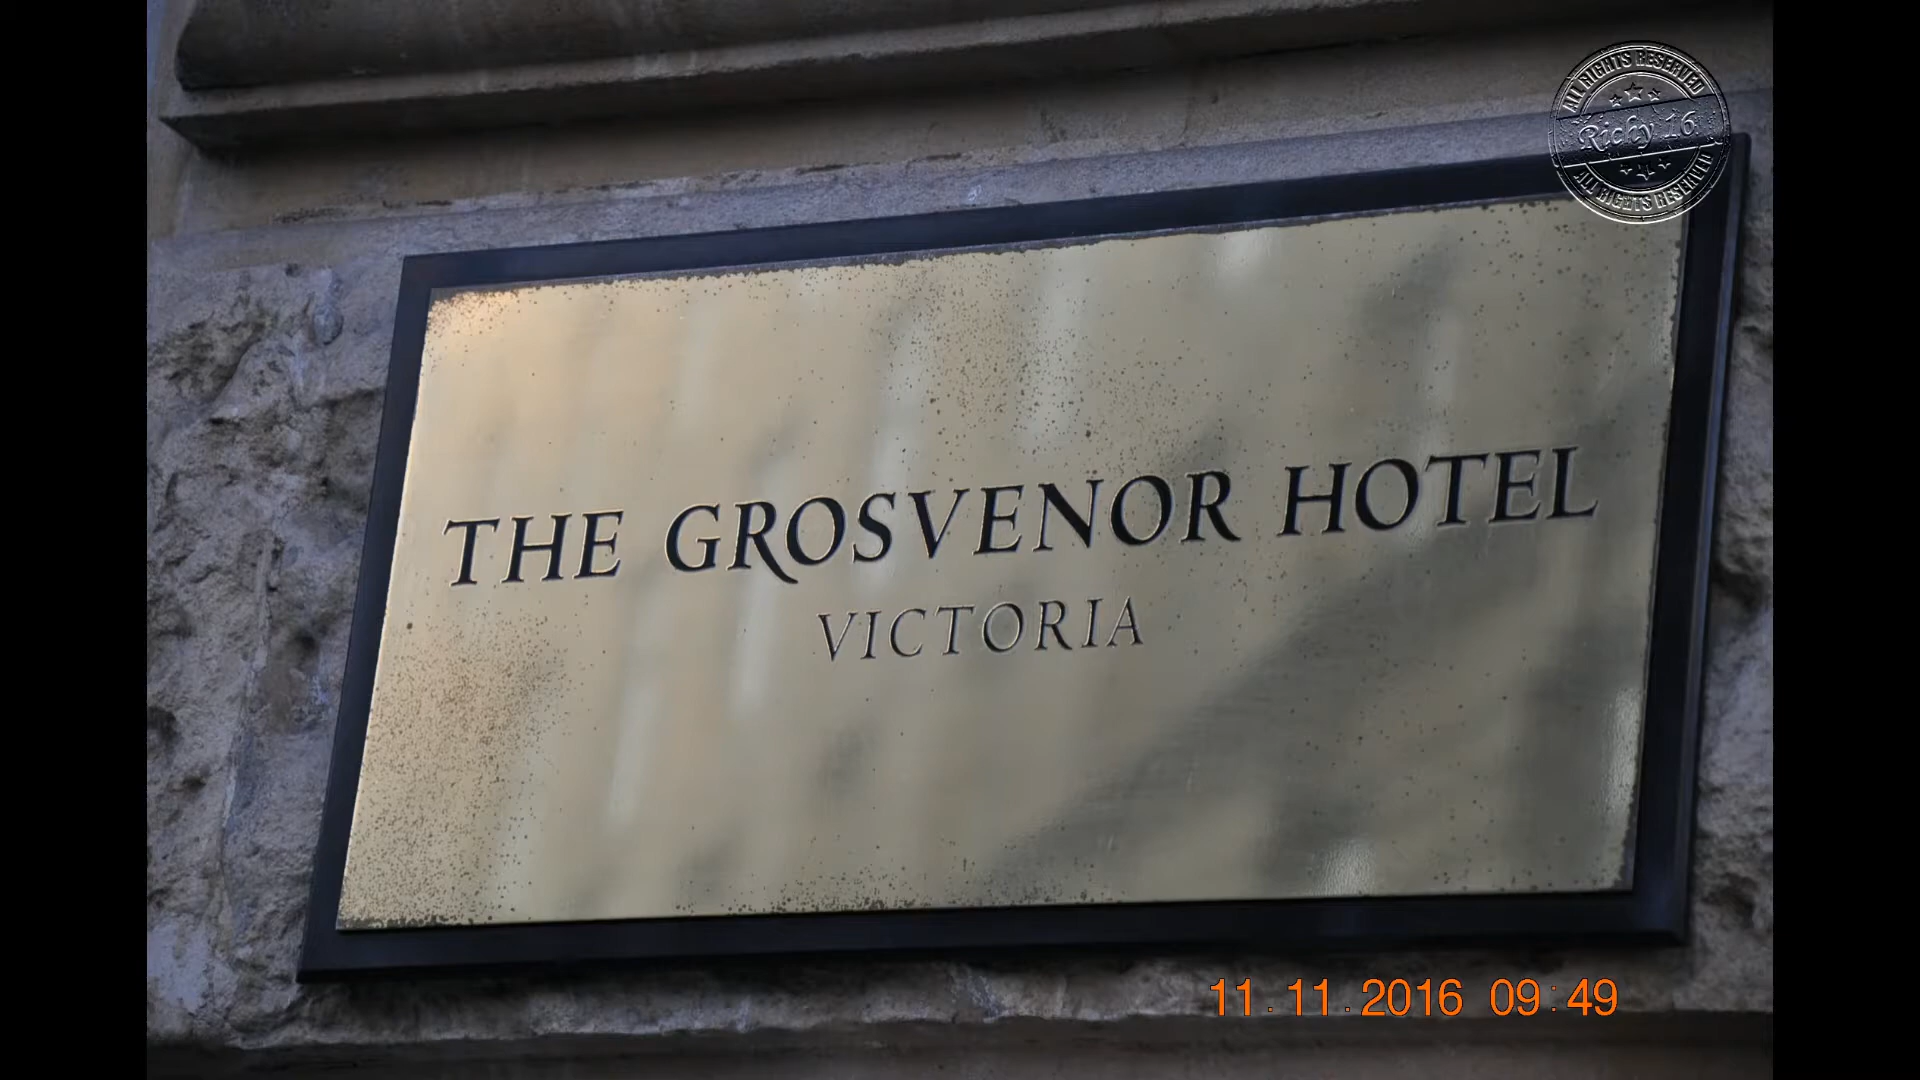 ALL RIGHTS RESERVED
Richy 16
ALL RIGHTS RESERVED
THE GROSVENOR HOTEL
VICTORIA
11.11.2016 09:49